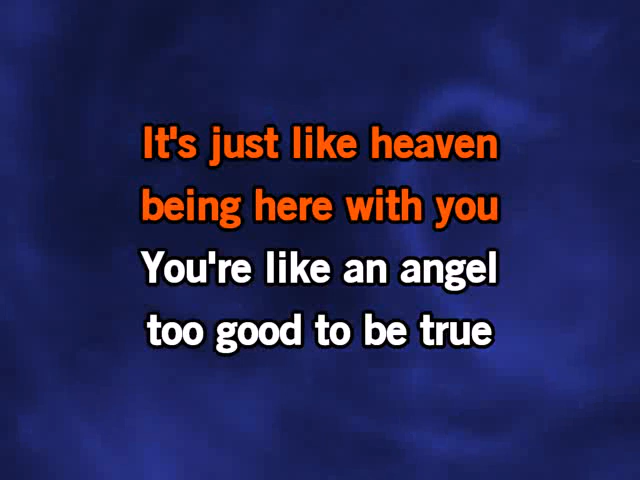 It's just like heaven
being here with you
You're like an angel
too good to be true